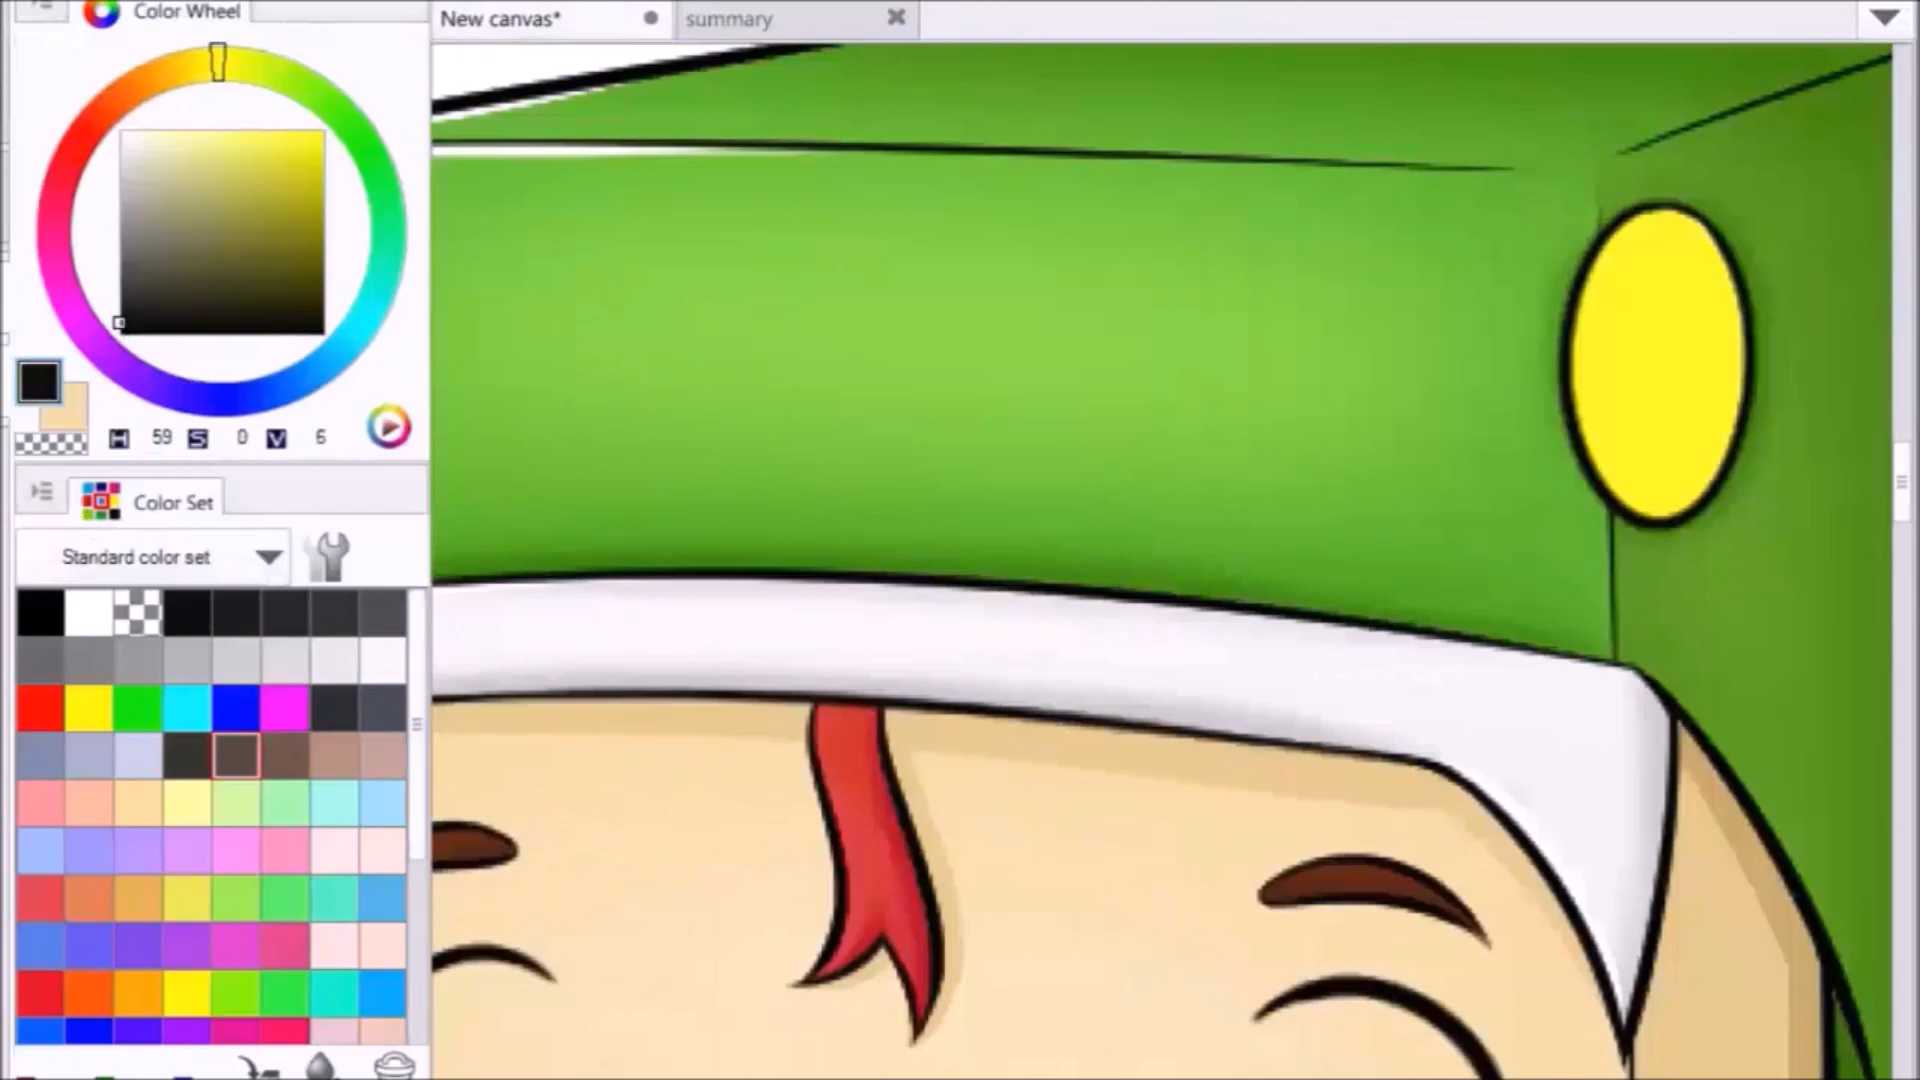 Color Wheel
New canvas*
summary
H 59 S 0 V 6
Color Set
Standard color set